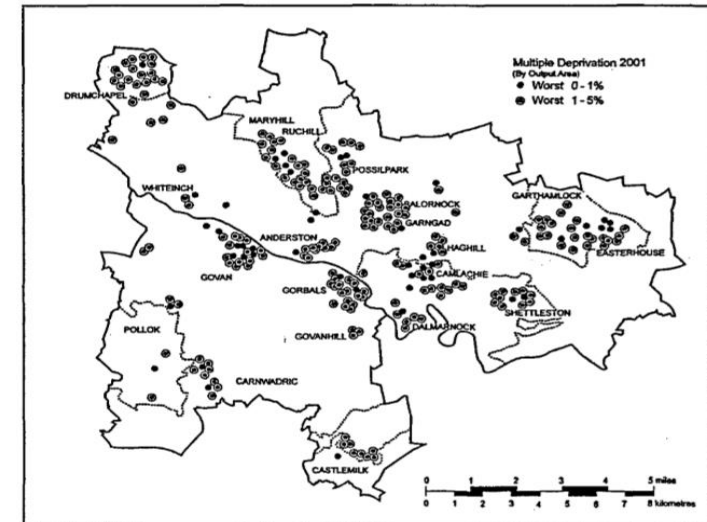 Multiple Deprivation 2001
(By Output Area)
Worst 0 - 1%
Worst 1 - 5%
DRUMCHAPEL
MARYHILL
RUCHILL
POSSILPARK
WHITEINCH
BALORNOCK
GARNGAD
GARTHAMLOCK
EASTERHOUSE
ANDERSTON
HAGHILL
GOVAN
CAMLACHIE
GORBALS
SHETTLESTON
POLLOK
GOVANHILL
DALMARNOCK
CARNWADRIC
CASTLEMILK
0 1 2 3 4 5 miles
0 1 2 3 4 5 6 7 8 kilometres